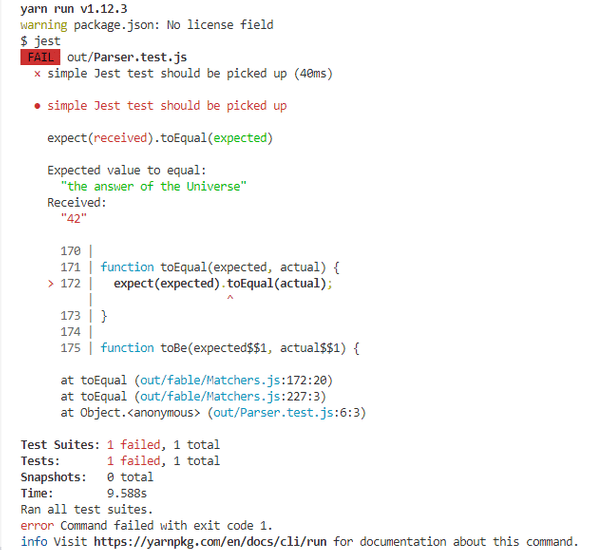 yarn run v1.12.3
warning package.json: No license field
$ jest
FAIL out/Parser.test.js
× simple Jest test should be picked up (40ms)
● simple Jest test should be picked up
expect(received).toEqual(expected)
Expected value to equal:
"the answer of the Universe"
Received:
"42"
170 |
171 | function toEqual(expected, actual) {
> 172 |   expect(expected).toEqual(actual);
|                    ^
173 | }
174 |
175 | function toBe(expected$$1, actual$$1) {
at toEqual (out/fable/Matchers.js:172:20)
at toEqual (out/fable/Matchers.js:227:3)
at Object.<anonymous> (out/Parser.test.js:6:3)
Test Suites: 1 failed, 1 total
Tests:       1 failed, 1 total
Snapshots:   0 total
Time:        9.588s
Ran all test suites.
error Command failed with exit code 1.
info Visit https://yarnpkg.com/en/docs/cli/run for documentation about this command.